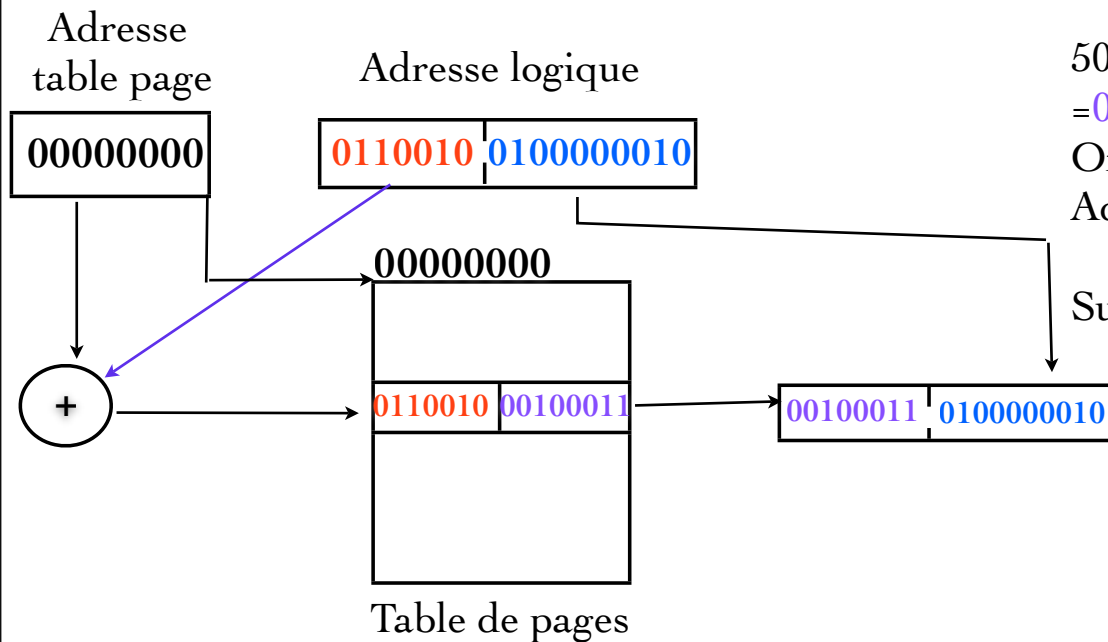 Adresse
table page
00000000
Adresse logique
0110010 0100000010
50
=0
Ad
Su
00000000
+
0110010 00100011
00100011 0100000010
Table de pages